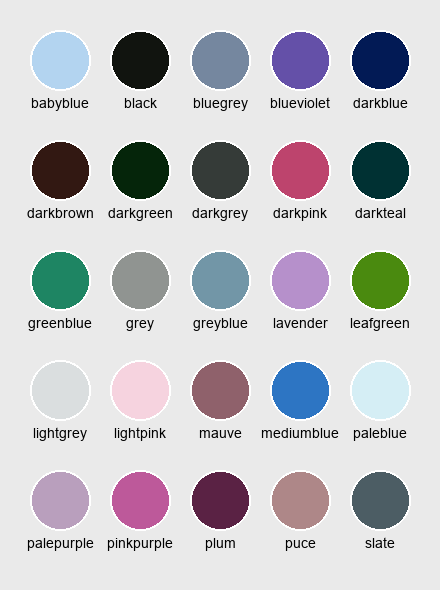 babyblue black bluegrey blueviolet darkblue
darkbrown darkgreen darkgrey darkpink darkteal
greenblue grey greyblue lavender leafgreen
lightgrey lightpink mauve mediumblue paleblue
palepurple pinkpurple plum puce slate